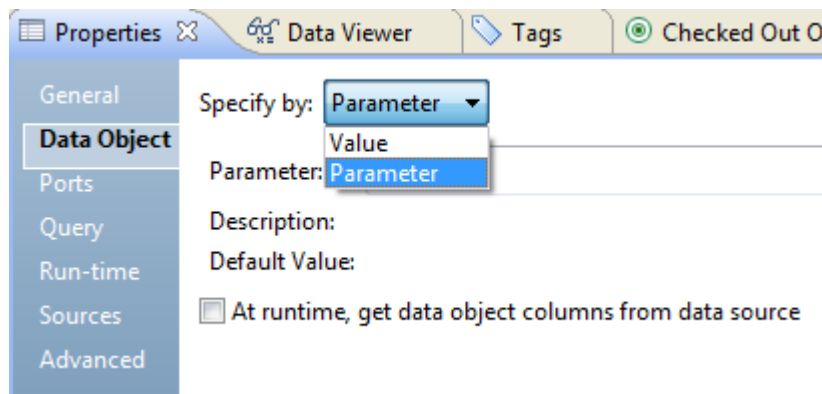 Properties Data Viewer Tags Checked Out O
General
Data Object
Ports
Query
Run-time
Sources
Advanced
Specify by: Parameter
Value
Parameter: Parameter
Description:
Default Value:
At runtime, get data object columns from data source